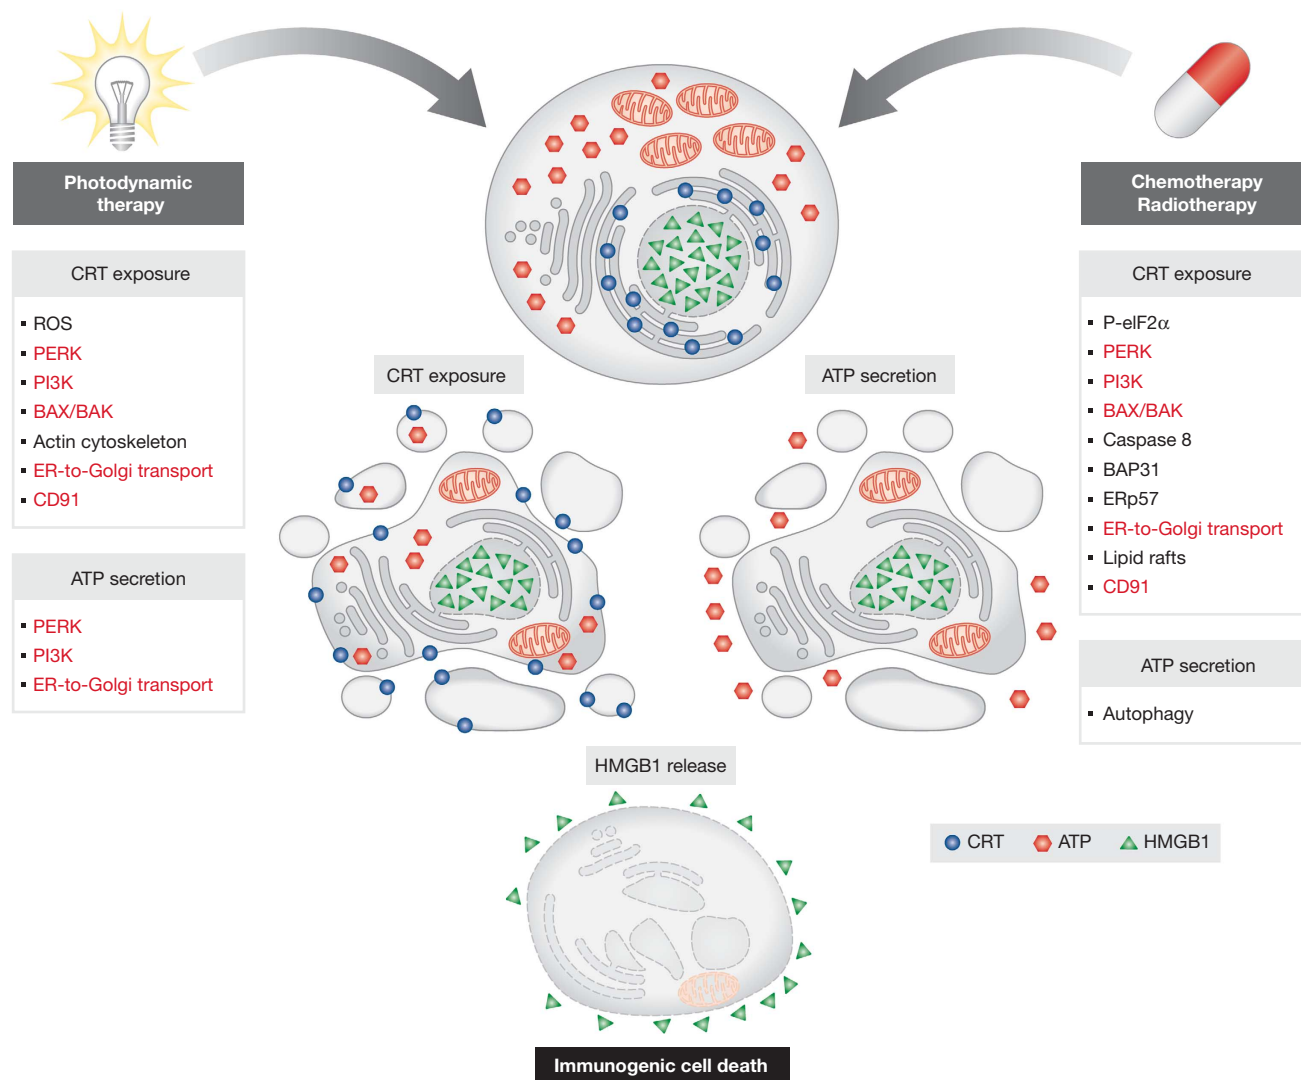 Photodynamic
therapy
CRT exposure
ROS
PERK
PI3K
BAX/BAK
Actin cytoskeleton
ER-to-Golgi transport
CD91
ATP secretion
PERK
PI3K
ER-to-Golgi transport
CRT exposure
ATP secretion
HMGB1 release
Immunogenic cell death
Chemotherapy
Radiotherapy
CRT exposure
P-eIF2α
PERK
PI3K
BAX/BAK
Caspase 8
BAP31
ERp57
ER-to-Golgi transport
Lipid rafts
CD91
ATP secretion
Autophagy
CRT ATP HMGB1